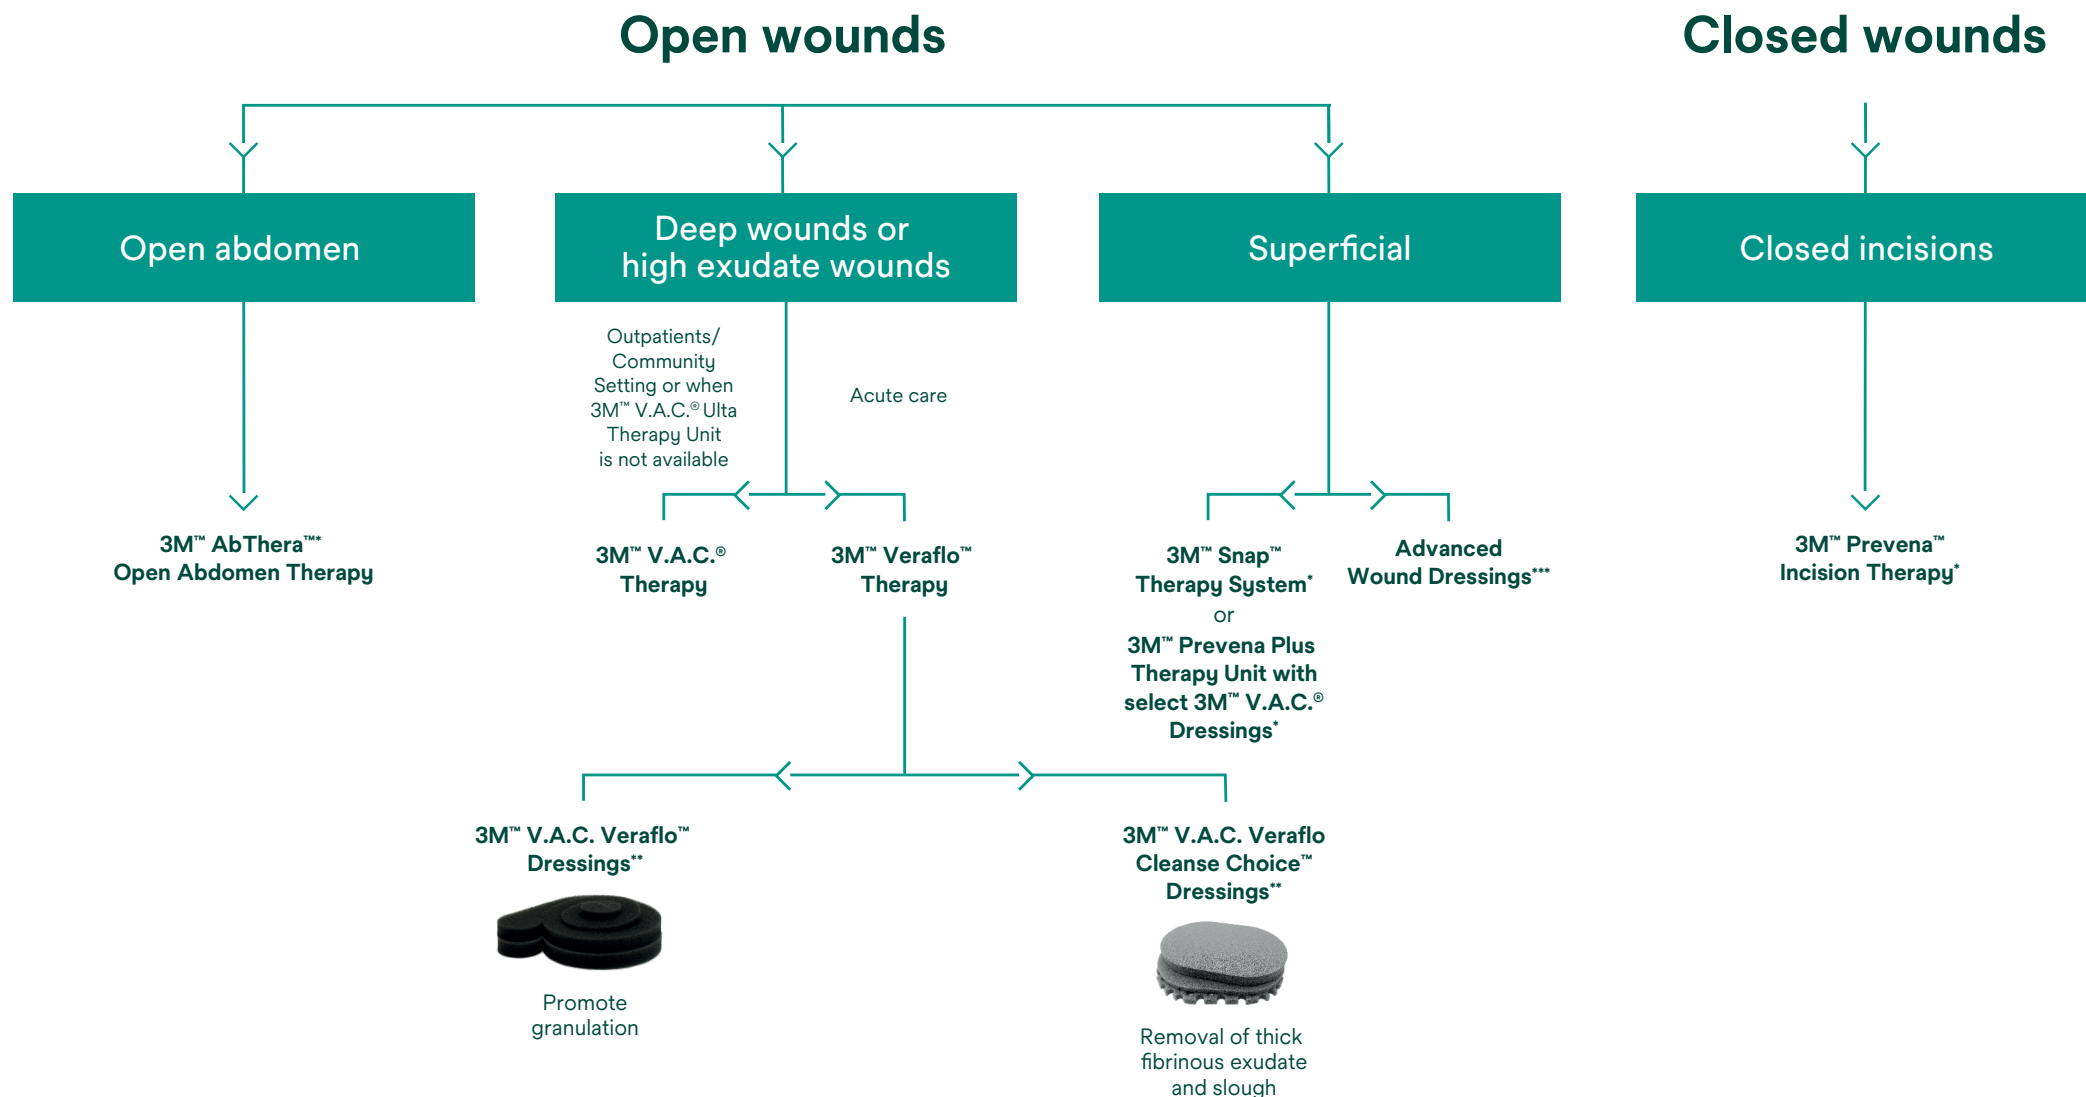 Open wounds
Closed wounds
Open abdomen
Deep wounds or
high exudate wounds
Superficial
Closed incisions
Outpatients/
Community
Setting or when
3M™ V.A.C.® Ulta
Therapy Unit
is not available
Acute care
3M™ AbThera™*
Open Abdomen Therapy
3M™ V.A.C.®
Therapy
3M™ Veraflo™
Therapy
3M™ Snap™
Therapy System*
or
3M™ Prevena Plus
Therapy Unit with
select 3M™ V.A.C.®
Dressings*
Advanced
Wound Dressings***
3M™ Prevena™
Incision Therapy*
3M™ V.A.C. Veraflo™
Dressings**
Promote
granulation
3M™ V.A.C. Veraflo
Cleanse Choice™
Dressings**
Removal of thick
fibrinous exudate
and slough